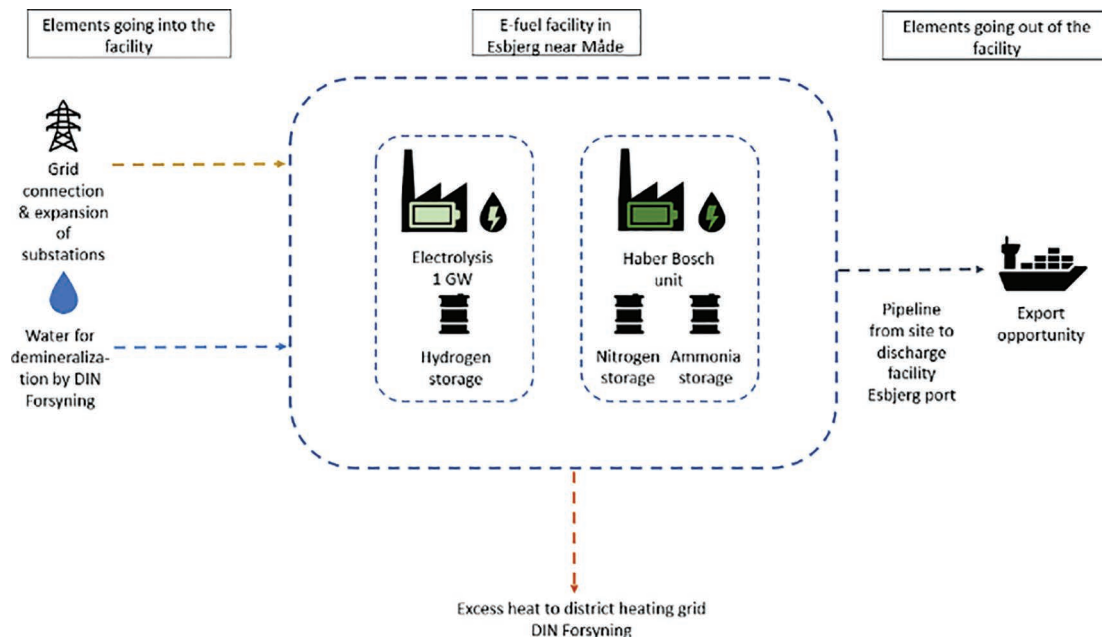 Elements going into the
facility
E-fuel facility in
Esbjerg near Måde
Elements going out of the
facility
Grid
connection
& expansion
of
substations
Water for
demineraliza-
tion by DIN
Forsyning
Electrolysis
1 GW
Hydrogen
storage
Haber Bosch
unit
Nitrogen
storage
Ammonia
storage
Pipeline
from site to
discharge
facility
Esbjerg port
Export
opportunity
Excess heat to district heating grid
DIN Forsyning